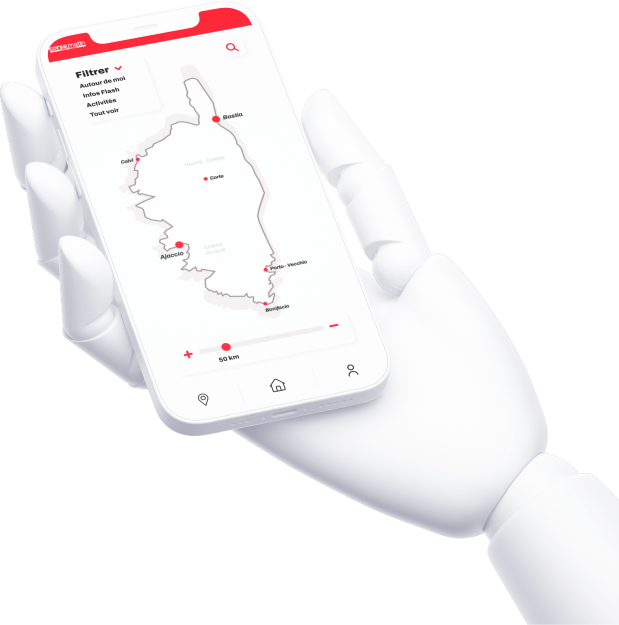 corse matin
Filtrer
Autour de moi
Infos Flash
Activités
Tout voir
Bastia
Calvi
HAUTE-CORSE
Corte
Ajaccio
CORSE
DU-SUD
Porto-Vecchio
Bonifacio
+
−
50 km